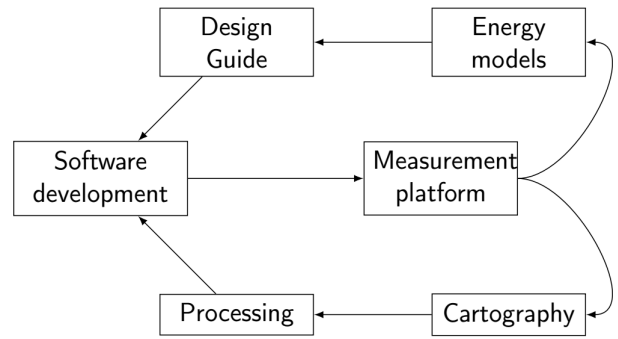 Design
Guide
Energy
models
Software
development
Measurement
platform
Processing
Cartography